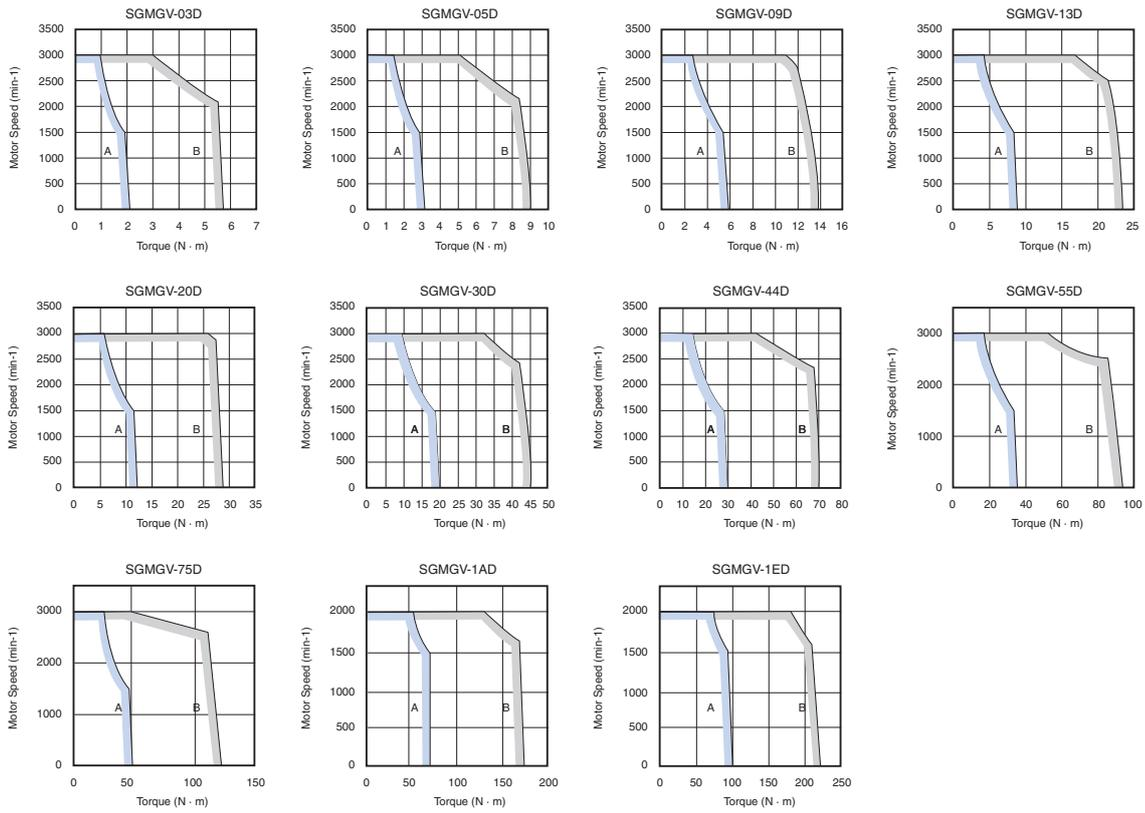 SGMGV-03D
Motor Speed (min-1)
3500
3000
2500
2000
1500
1000
500
0
A
B
0 1 2 3 4 5 6 7
Torque (N · m)
SGMGV-05D
Motor Speed (min-1)
3500
3000
2500
2000
1500
1000
500
0
A
B
0 1 2 3 4 5 6 7 8 9 10
Torque (N · m)
SGMGV-09D
Motor Speed (min-1)
3500
3000
2500
2000
1500
1000
500
0
A
B
0 2 4 6 8 10 12 14 16
Torque (N · m)
SGMGV-13D
Motor Speed (min-1)
3500
3000
2500
2000
1500
1000
500
0
A
B
0 5 10 15 20 25
Torque (N · m)
SGMGV-20D
Motor Speed (min-1)
3500
3000
2500
2000
1500
1000
500
0
A
B
0 5 10 15 20 25 30 35
Torque (N · m)
SGMGV-30D
Motor Speed (min-1)
3500
3000
2500
2000
1500
1000
500
0
A
B
0 5 10 15 20 25 30 35 40 45 50
Torque (N · m)
SGMGV-44D
Motor Speed (min-1)
3500
3000
2500
2000
1500
1000
500
0
A
B
0 10 20 30 40 50 60 70 80
Torque (N · m)
SGMGV-55D
Motor Speed (min-1)
3000
2000
1000
0
A
B
0 20 40 60 80 100
Torque (N · m)
SGMGV-75D
Motor Speed (min-1)
3000
2000
1000
0
A
B
0 50 100 150
Torque (N · m)
SGMGV-1AD
Motor Speed (min-1)
2000
1500
1000
500
0
A
B
0 50 100 150 200
Torque (N · m)
SGMGV-1ED
Motor Speed (min-1)
2000
1500
1000
500
0
A
B
0 50 100 150 200 250
Torque (N · m)